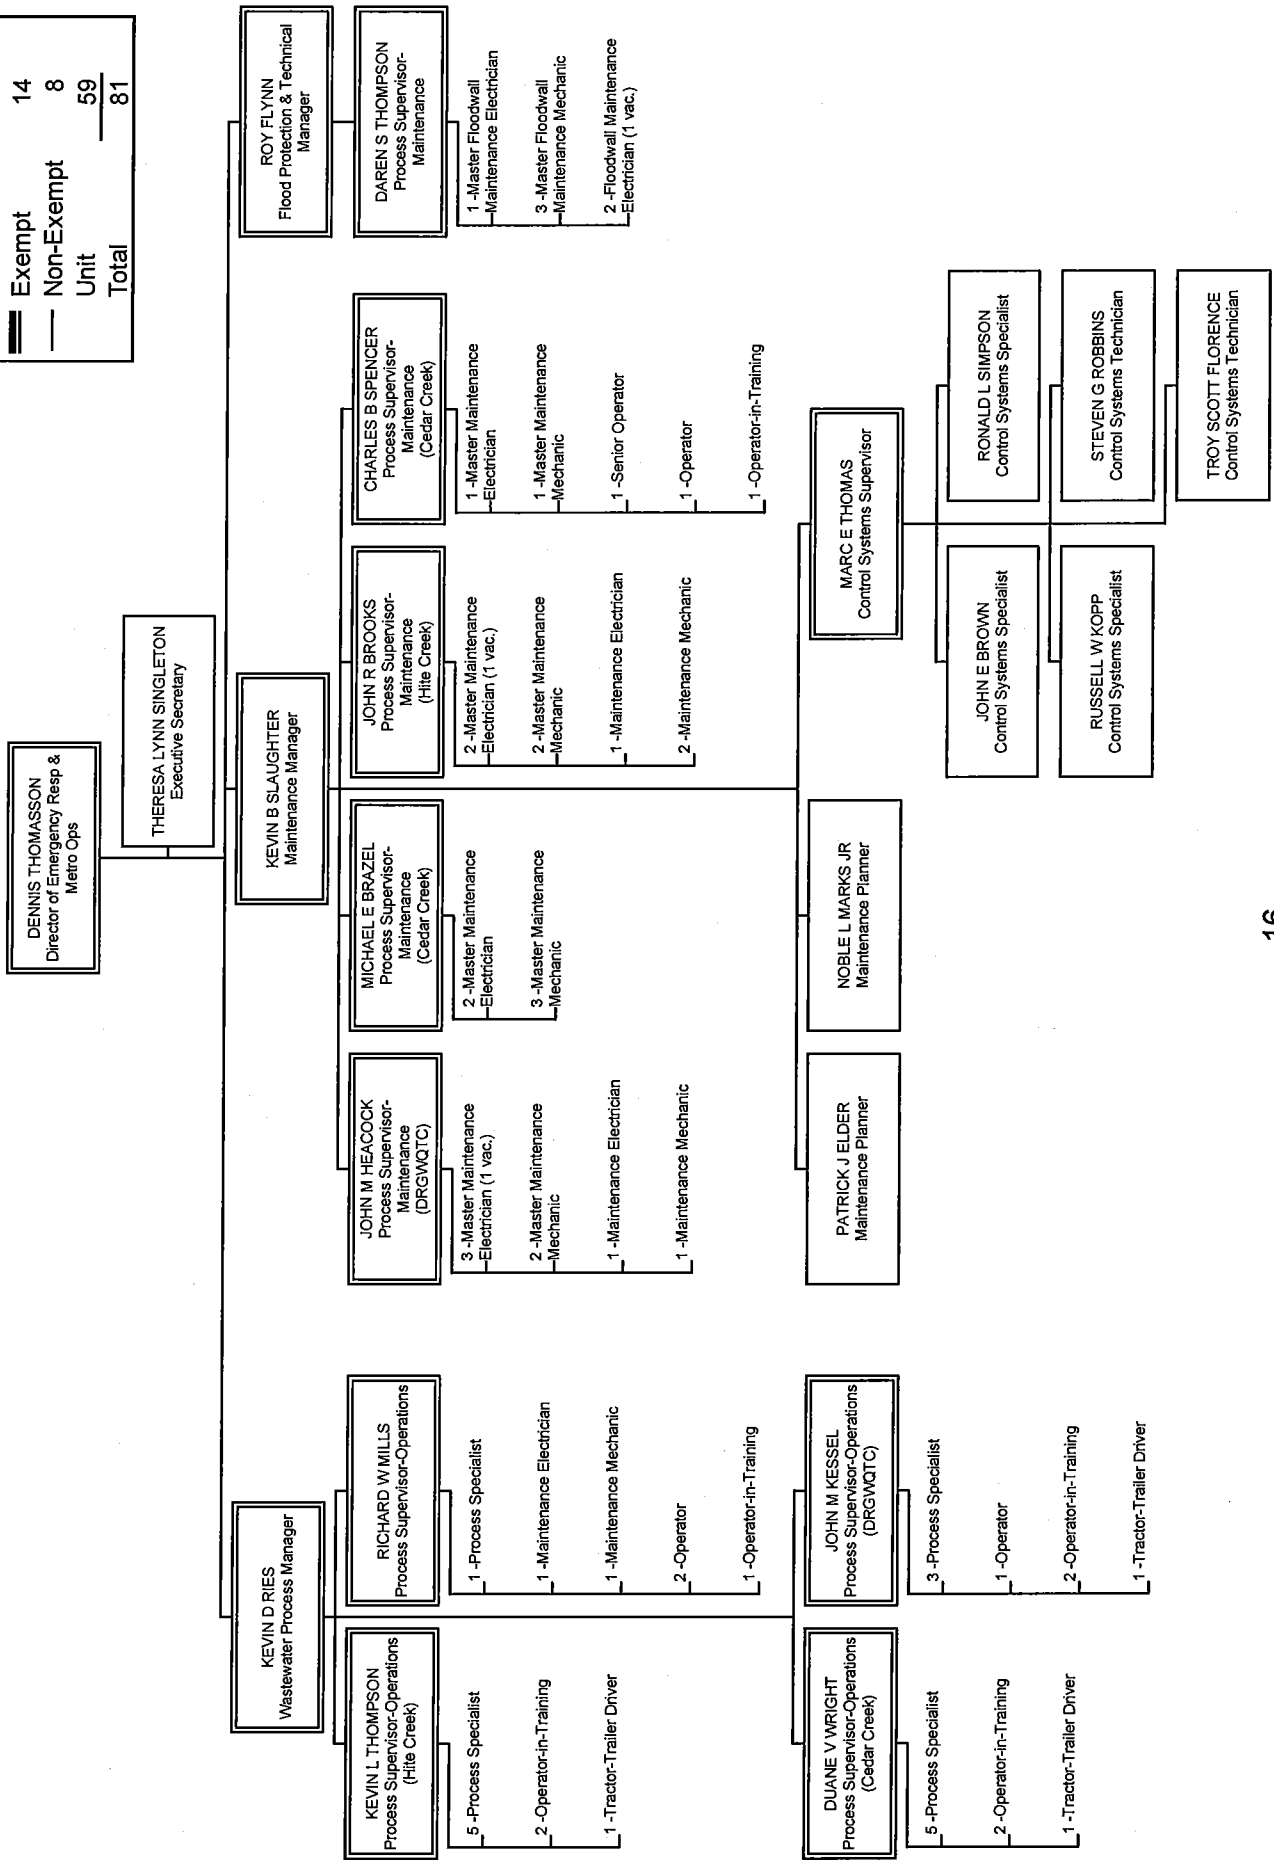 Exempt 14
Non-Exempt 8
Unit 59
Total 81
DENNIS THOMASSON
Director of Emergency Resp &
Metro Ops
THERESA LYNN SINGLETON
Executive Secretary
KEVIN D RIES
Wastewater Process Manager
KEVIN B SLAUGHTER
Maintenance Manager
ROY FLYNN
Flood Protection & Technical
Manager
KEVIN L THOMPSON
Process Supervisor-Operations
(Hite Creek)
5 -Process Specialist
2 -Operator-in-Training
1 -Tractor-Trailer Driver
RICHARD W MILLS
Process Supervisor-Operations
1 -Process Specialist
1 -Maintenance Electrician
1 -Maintenance Mechanic
2 -Operator
1 -Operator-in-Training
DUANE V WRIGHT
Process Supervisor-Operations
(Cedar Creek)
5 -Process Specialist
2 -Operator-in-Training
1 -Tractor-Trailer Driver
JOHN M KESSEL
Process Supervisor-Operations
(DRGWQTC)
3 -Process Specialist
1 -Operator
2 -Operator-in-Training
1 -Tractor-Trailer Driver
JOHN M HEACOCK
Process Supervisor-
Maintenance
(DRGWQTC)
3 -Master Maintenance
Electrician (1 vac.)
2 -Master Maintenance
Mechanic
1 -Maintenance Electrician
1 -Maintenance Mechanic
MICHAEL E BRAZEL
Process Supervisor-
Maintenance
(Cedar Creek)
2 -Master Maintenance
Electrician
3 -Master Maintenance
Mechanic
JOHN R BROOKS
Process Supervisor-
Maintenance
(Hite Creek)
2 -Master Maintenance
Electrician (1 vac.)
2 -Master Maintenance
Mechanic
1 -Maintenance Electrician
2 -Maintenance Mechanic
CHARLES B SPENCER
Process Supervisor-
Maintenance
(Cedar Creek)
1 -Master Maintenance
Electrician
1 -Master Maintenance
Mechanic
1 -Senior Operator
1 -Operator
1 -Operator-in-Training
DAREN S THOMPSON
Process Supervisor-
Maintenance
1 -Master Floodwall
Maintenance Electrician
3 -Master Floodwall
Maintenance Mechanic
2 -Floodwall Maintenance
Electrician (1 vac.)
PATRICK J ELDER
Maintenance Planner
NOBLE L MARKS JR
Maintenance Planner
MARC E THOMAS
Control Systems Supervisor
JOHN E BROWN
Control Systems Specialist
RONALD L SIMPSON
Control Systems Specialist
RUSSELL W KOPP
Control Systems Specialist
STEVEN G ROBBINS
Control Systems Technician
TROY SCOTT FLORENCE
Control Systems Technician
16